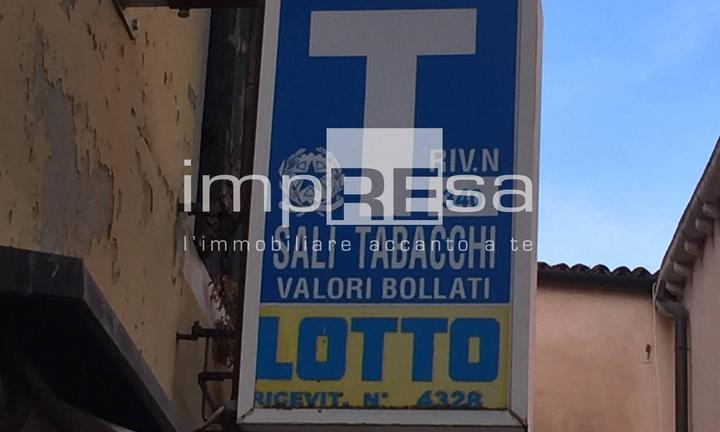 T
RIV.N
impresa
l'immobiliare accanto a te
SALI TABACCHI
VALORI BOLLATI
LOTTO
RICEVIT. N° 4328